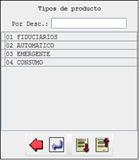 Tipos de producto
Por Desc.:
01 FIDUCIARIOS
02 AUTOMATICO
03 EMERGENTE
04 CONSUMO